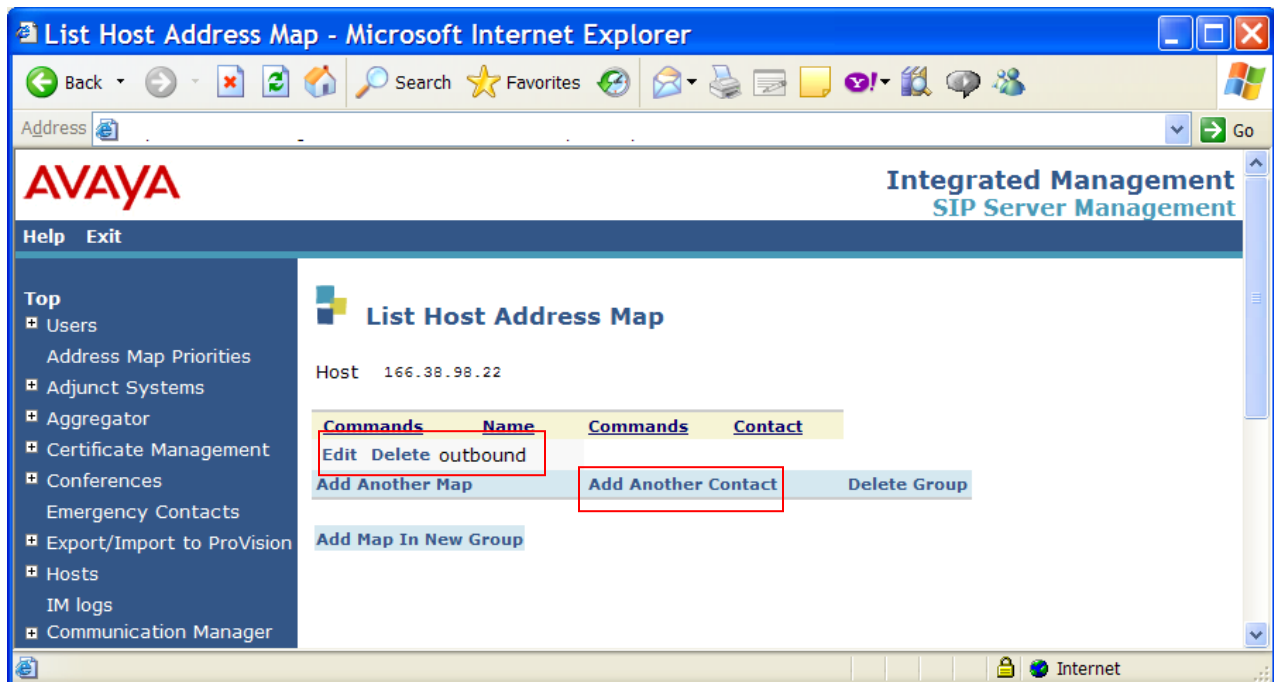 List Host Address Map - Microsoft Internet Explorer
Back Search Favorites
Address Go
AVAYA
Integrated Management
SIP Server Management
Help Exit
Top
Users
Address Map Priorities
Adjunct Systems
Aggregator
Certificate Management
Conferences
Emergency Contacts
Export/Import to ProVision
Hosts
IM logs
Communication Manager
List Host Address Map
Host 166.38.98.22
Commands Name Commands Contact
Edit Delete outbound
Add Another Map Add Another Contact Delete Group
Add Map In New Group
Internet